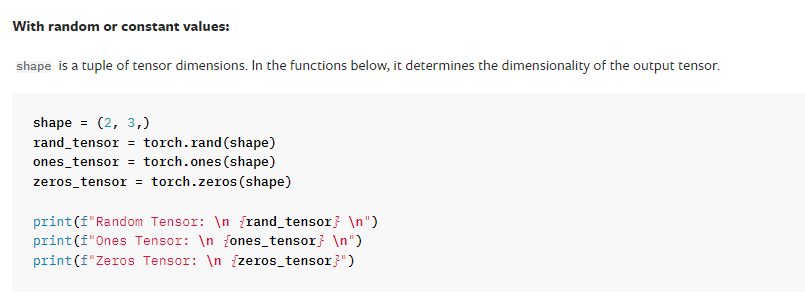 With random or constant values:
shape is a tuple of tensor dimensions. In the functions below, it determines the dimensionality of the output tensor.
shape = (2, 3,)
rand_tensor = torch.rand(shape)
ones_tensor = torch.ones(shape)
zeros_tensor = torch.zeros(shape)
print(f"Random Tensor: \n {rand_tensor} \n")
print(f"Ones Tensor: \n {ones_tensor} \n")
print(f"Zeros Tensor: \n {zeros_tensor}")